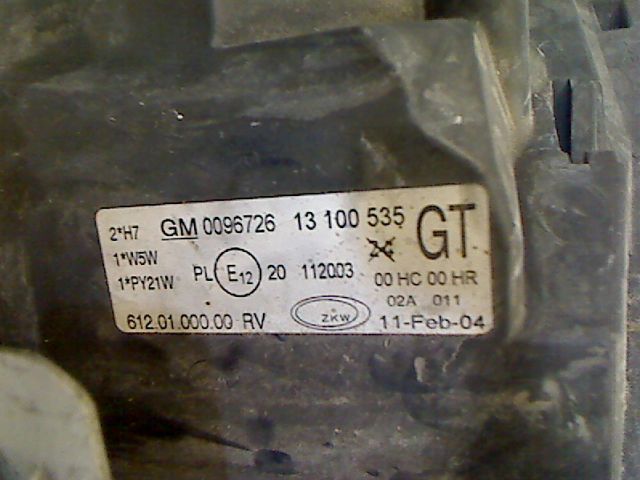 2*H7 GM 0096726 13 100 535 GT
1*W5W
1*PY21W PL E12 20 112003 00 HC 00 HR
02A 011
612.01.000.00 RV ZKW 11-Feb-04